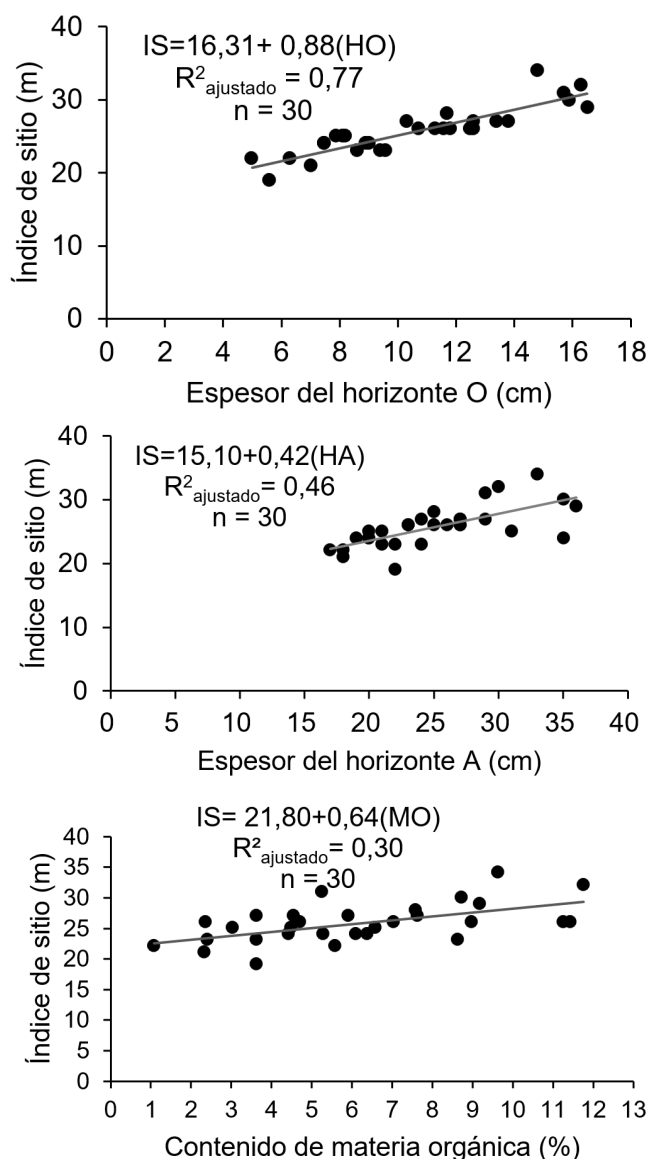 IS=16,31+ 0,88(HO)
R²ajustado = 0,77
n = 30
Índice de sitio (m)
40
30
20
10
0
0 2 4 6 8 10 12 14 16 18
Espesor del horizonte O (cm)
IS=15,10+0,42(HA)
R²ajustado= 0,46
n = 30
Índice de sitio (m)
40
30
20
10
0
0 5 10 15 20 25 30 35 40
Espesor del horizonte A (cm)
IS= 21,80+0,64(MO)
R²ajustado= 0,30
n = 30
Índice de sitio (m)
40
35
30
25
20
15
10
5
0
0 1 2 3 4 5 6 7 8 9 10 11 12 13
Contenido de materia orgánica (%)